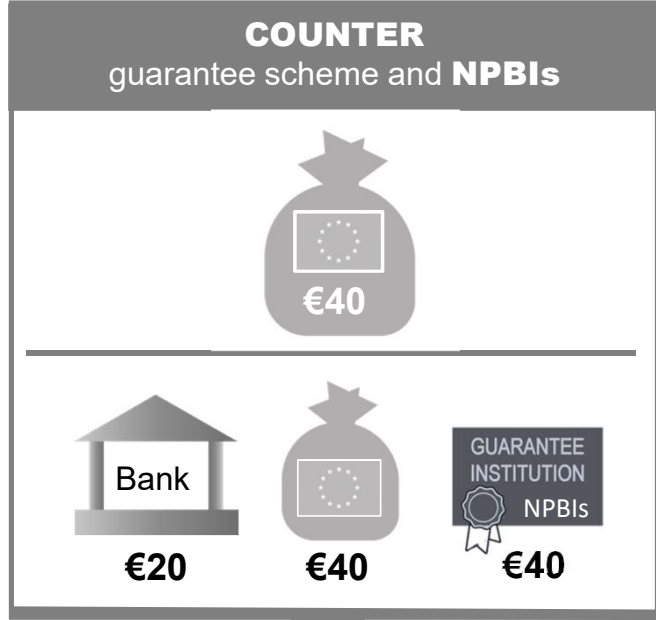 COUNTER
guarantee scheme and NPBIs
€40
Bank
GUARANTEE
INSTITUTION
NPBIs
€20
€40
€40